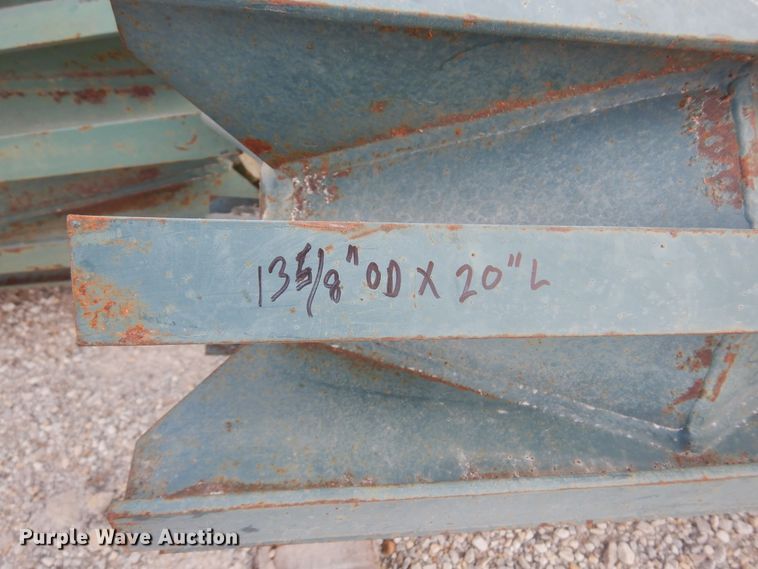 13 5/8" OD X 20" L
Purple Wave Auction